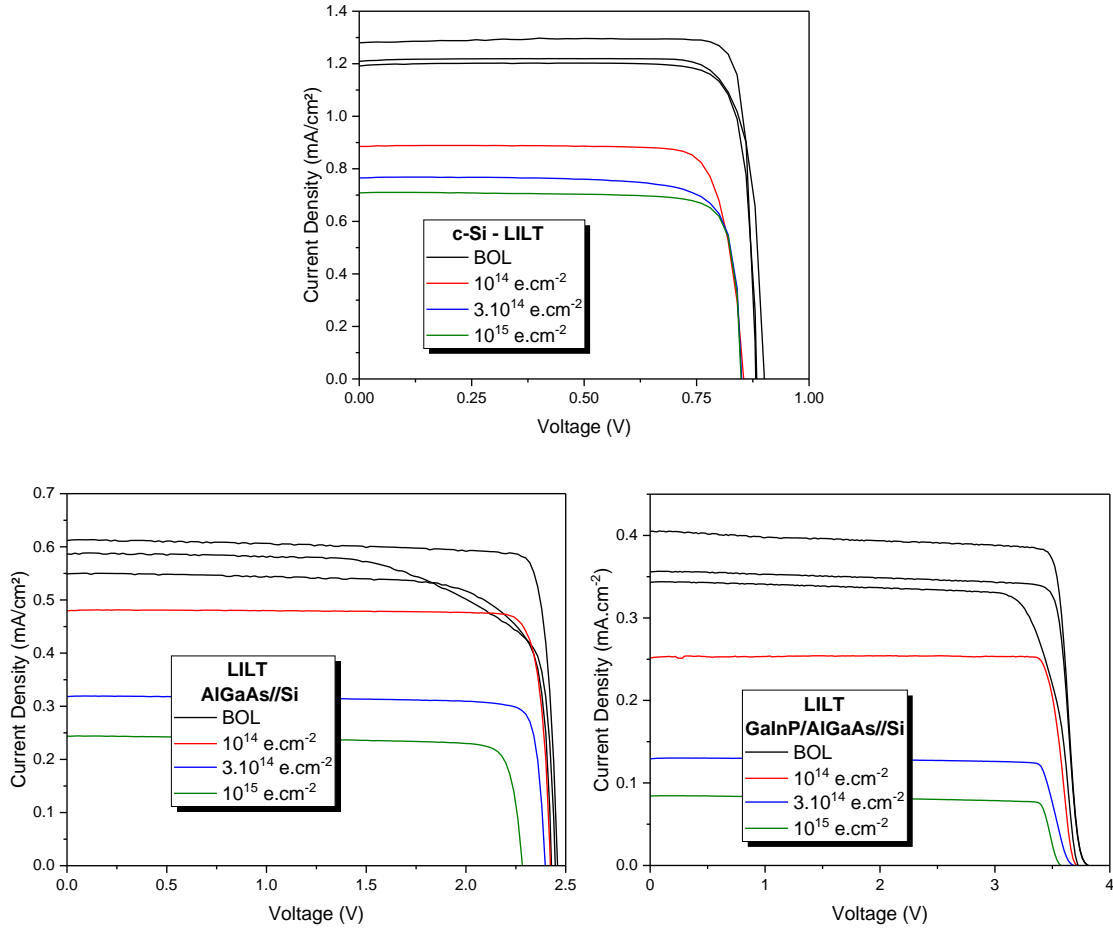 1.4
1.2
1.0
0.8
0.6
0.4
0.2
0.0
Current Density (mA/cm²)
c-Si - LILT
BOL
10¹⁴ e.cm⁻²
3.10¹⁴ e.cm⁻²
10¹⁵ e.cm⁻²
0.00 0.25 0.50 0.75 1.00
Voltage (V)
0.7
0.6
0.5
0.4
0.3
0.2
0.1
0.0
Current Density (mA/cm²)
LILT
AlGaAs//Si
BOL
10¹⁴ e.cm⁻²
3.10¹⁴ e.cm⁻²
10¹⁵ e.cm⁻²
0.0 0.5 1.0 1.5 2.0 2.5
Voltage (V)
0.4
0.3
0.2
0.1
0.0
Current Density (mA.cm⁻²)
LILT
GaInP/AlGaAs//Si
BOL
10¹⁴ e.cm⁻²
3.10¹⁴ e.cm⁻²
10¹⁵ e.cm⁻²
0 1 2 3 4
Voltage (V)